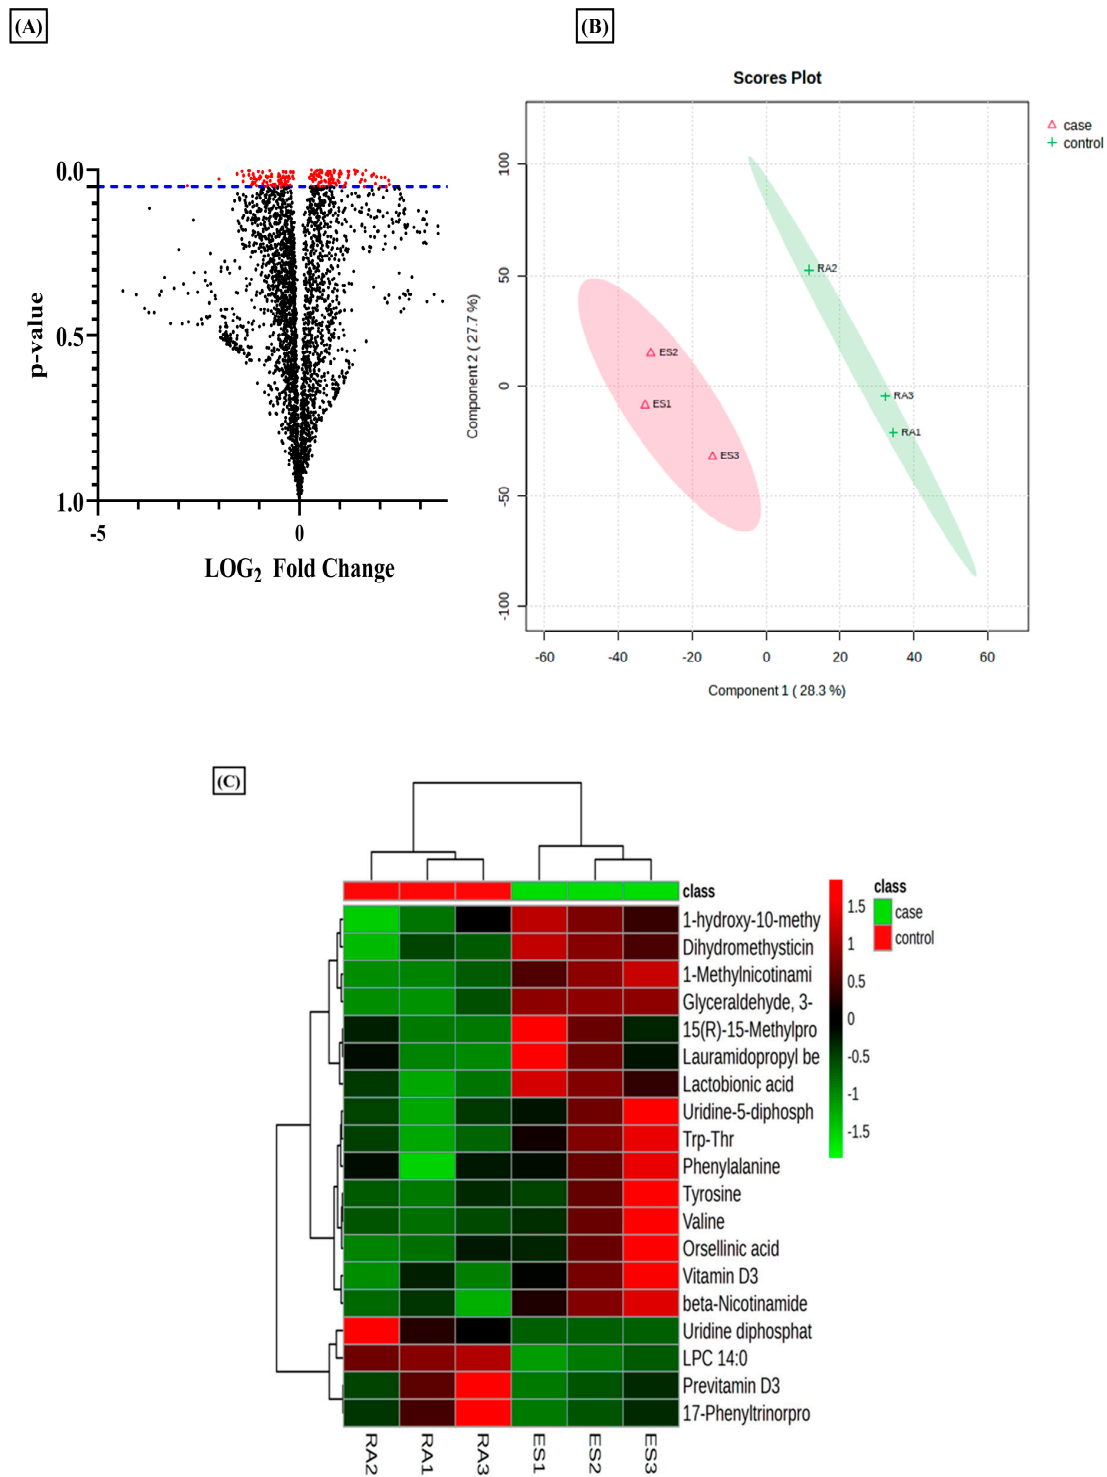 (A)
(B)
Scores Plot
case
control
0.0
0.5
1.0
p-value
-5
0
LOG₂ Fold Change
100
50
0
-50
-100
Component 2 ( 27.7 %)
RA2
ES2
ES1
ES3
RA3
RA1
-60
-40
-20
0
20
40
60
Component 1 ( 28.3 %)
(C)
class
1-hydroxy-10-methy
Dihydromethysticin
1-Methylnicotinami
Glyceraldehyde, 3-
15(R)-15-Methylpro
Lauramidopropyl be
Lactobionic acid
Uridine-5-diphosph
Trp-Thr
Phenylalanine
Tyrosine
Valine
Orsellinic acid
Vitamin D3
beta-Nicotinamide
Uridine diphosphat
LPC 14:0
Previtamin D3
17-Phenyltrinorpro
1.5
1
0.5
0
-0.5
-1
-1.5
class
case
control
RA2
RA1
RA3
ES1
ES2
ES3